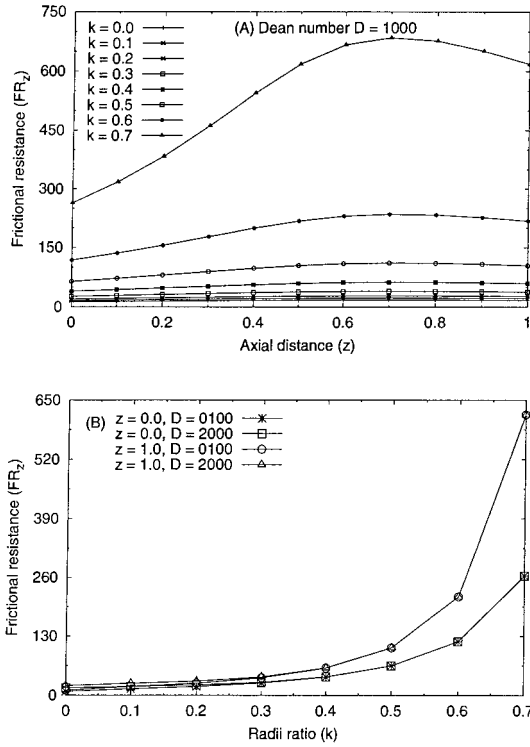 750
(A) Dean number D = 1000
k = 0.0
k = 0.1
k = 0.2
k = 0.3
k = 0.4
k = 0.5
k = 0.6
k = 0.7
600
450
300
150
0
Frictional resistance (FRz)
0 0.2 0.4 0.6 0.8 1
Axial distance (z)
650
(B)
z = 0.0, D = 0100
z = 0.0, D = 2000
z = 1.0, D = 0100
z = 1.0, D = 2000
520
390
260
130
0
Frictional resistance (FRz)
0 0.1 0.2 0.3 0.4 0.5 0.6 0.7
Radii ratio (k)